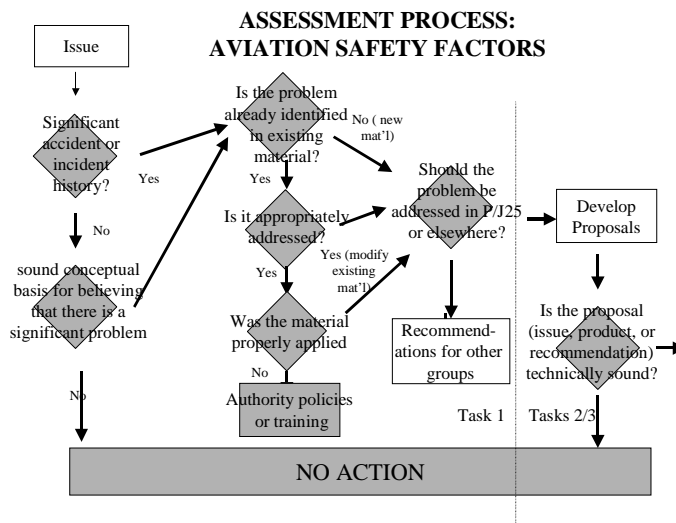 ASSESSMENT PROCESS:
AVIATION SAFETY FACTORS
Issue
Significant
accident or
incident
history?
Yes
No
sound conceptual
basis for believing
that there is a
significant problem
No
Is the problem
already identified
in existing
material?
No ( new
mat'l)
Yes
Is it appropriately
addressed?
Yes (modify
existing
mat'l)
Yes
Was the material
properly applied
No
Authority policies
or training
Should the
problem be
addressed in P/J25
or elsewhere?
Recommend-
ations for other
groups
Develop
Proposals
Is the proposal
(issue, product, or
recommendation)
technically sound?
Task 1
Tasks 2/3
NO ACTION